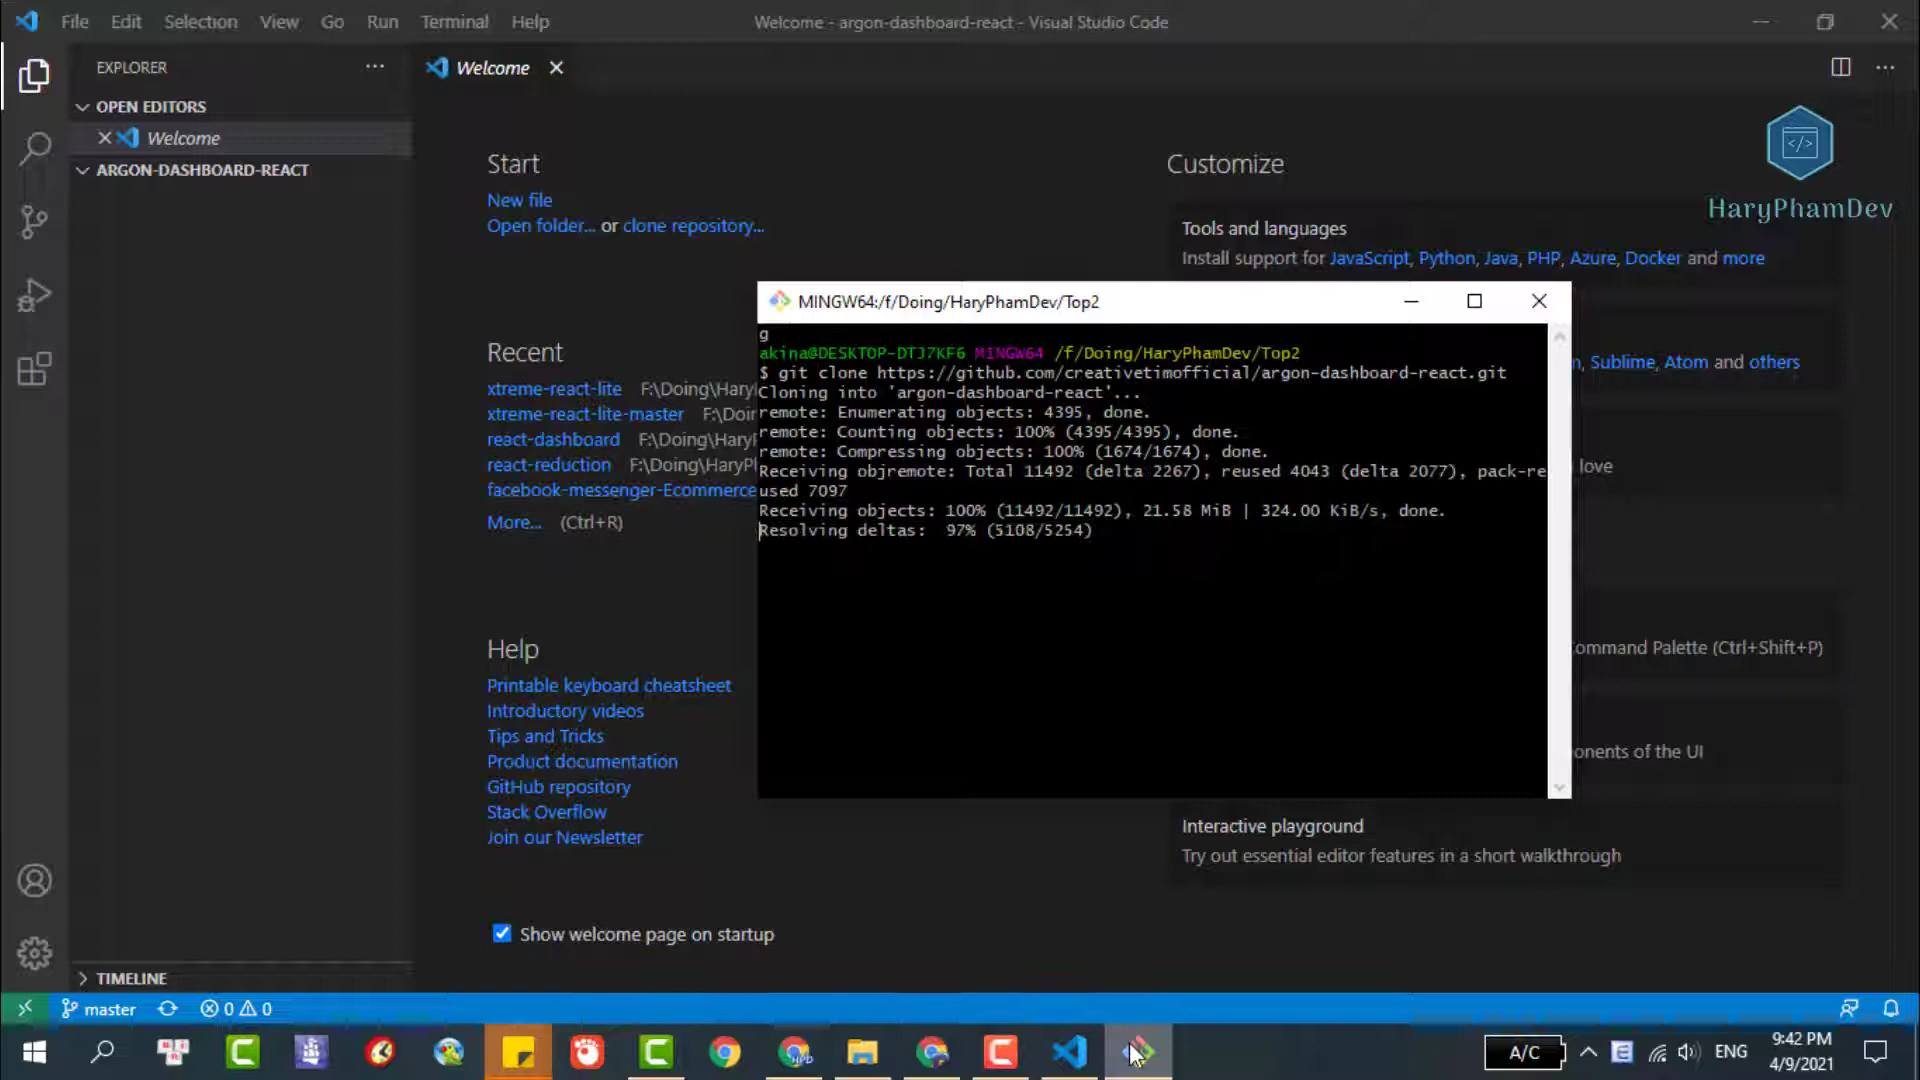 File Edit Selection View Go Run Terminal Help
Welcome - argon-dashboard-react - Visual Studio Code
EXPLORER
Welcome
OPEN EDITORS
Welcome
ARGON-DASHBOARD-REACT
Start
New file
Open folder... or clone repository...
Recent
xtreme-react-lite F:\Doing\Hary
xtreme-react-lite-master F:\Doin
react-dashboard F:\Doing\HaryP
react-reduction F:\Doing\HaryPl
facebook-messenger-Ecommerce
More... (Ctrl+R)
Help
Printable keyboard cheatsheet
Introductory videos
Tips and Tricks
Product documentation
GitHub repository
Stack Overflow
Join our Newsletter
Show welcome page on startup
Customize
Tools and languages
Install support for JavaScript, Python, Java, PHP, Azure, Docker and more
, Sublime, Atom and others
love
ommand Palette (Ctrl+Shift+P)
onents of the UI
Interactive playground
Try out essential editor features in a short walkthrough
</>
HaryPhamDev
MINGW64:/f/Doing/HaryPhamDev/Top2
g
akina@DESKTOP-DTJ7KF6 MINGW64 /f/Doing/HaryPhamDev/Top2
$ git clone https://github.com/creativetimofficial/argon-dashboard-react.git
Cloning into 'argon-dashboard-react'...
remote: Enumerating objects: 4395, done.
remote: Counting objects: 100% (4395/4395), done.
remote: Compressing objects: 100% (1674/1674), done.
Receiving objremote: Total 11492 (delta 2267), reused 4043 (delta 2077), pack-re
used 7097
Receiving objects: 100% (11492/11492), 21.58 MiB | 324.00 KiB/s, done.
Resolving deltas: 97% (5108/5254)
TIMELINE
master 0 0
A/C
ENG
9:42 PM
4/9/2021